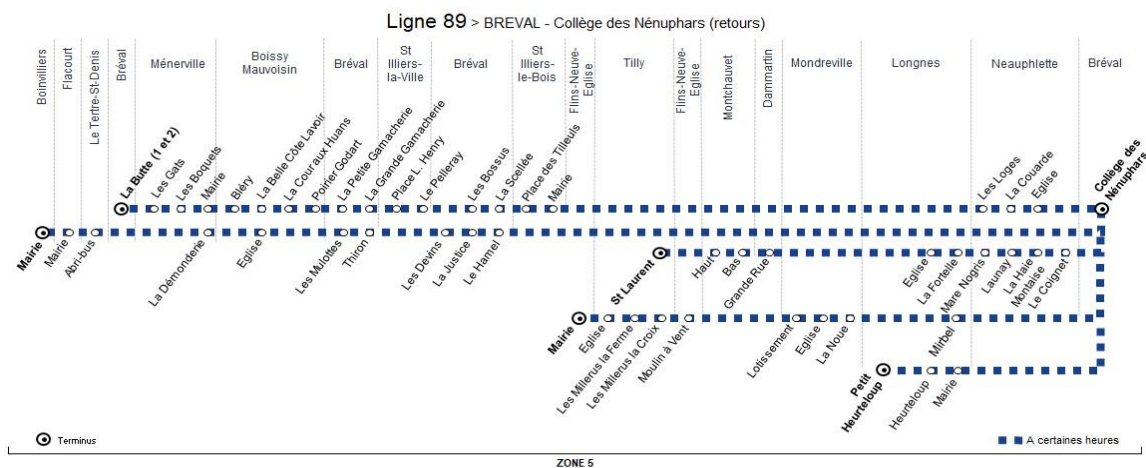 Ligne 89 > BREVAL - Collège des Nénuphars (retours)
Boinvilliers
Flacourt
Le Tertre-St-Denis
Bréval
Ménerville
Boissy
Mauvoisin
Bréval
St
Illiers-
la-Ville
Bréval
St
Illiers-
le-Bois
Flins-Neuve-
Eglise
Tilly
Flins-Neuve-
Eglise
Montchauvet
Dammartin
Mondreville
Longnes
Neauphlette
Bréval
La Butte (1 et 2)
Les Gats
Les Boquets
Mairie
Bléry
La Belle Côte Lavoir
La Cour aux Huans
Poirier Godart
La Petite Gamacherie
La Grande Gamacherie
Place L. Henry
Le Pelleray
Les Bossus
La Scellée
Place des Tilleuls
Mairie
Les Loges
La Couarde
Eglise
Collège des
Nénuphars
Mairie
Mairie
Abri-bus
La Démonderie
Eglise
Les Mulottes
Thiron
Les Devins
La Justice
Le Hamel
St Laurent
Haut
Bas
Grande Rue
Eglise
La Fortelle
Mare Nogris
Launay
La Haie
Montaise
Le Coignet
Mairie
Eglise
Les Millerus la Ferme
Les Millerus la Croix
Moulin à Vent
Lotissement
Eglise
La Noue
Mirbel
Petit
Heurteloup
Heurteloup
Mairie
Terminus
A certaines heures
ZONE 5